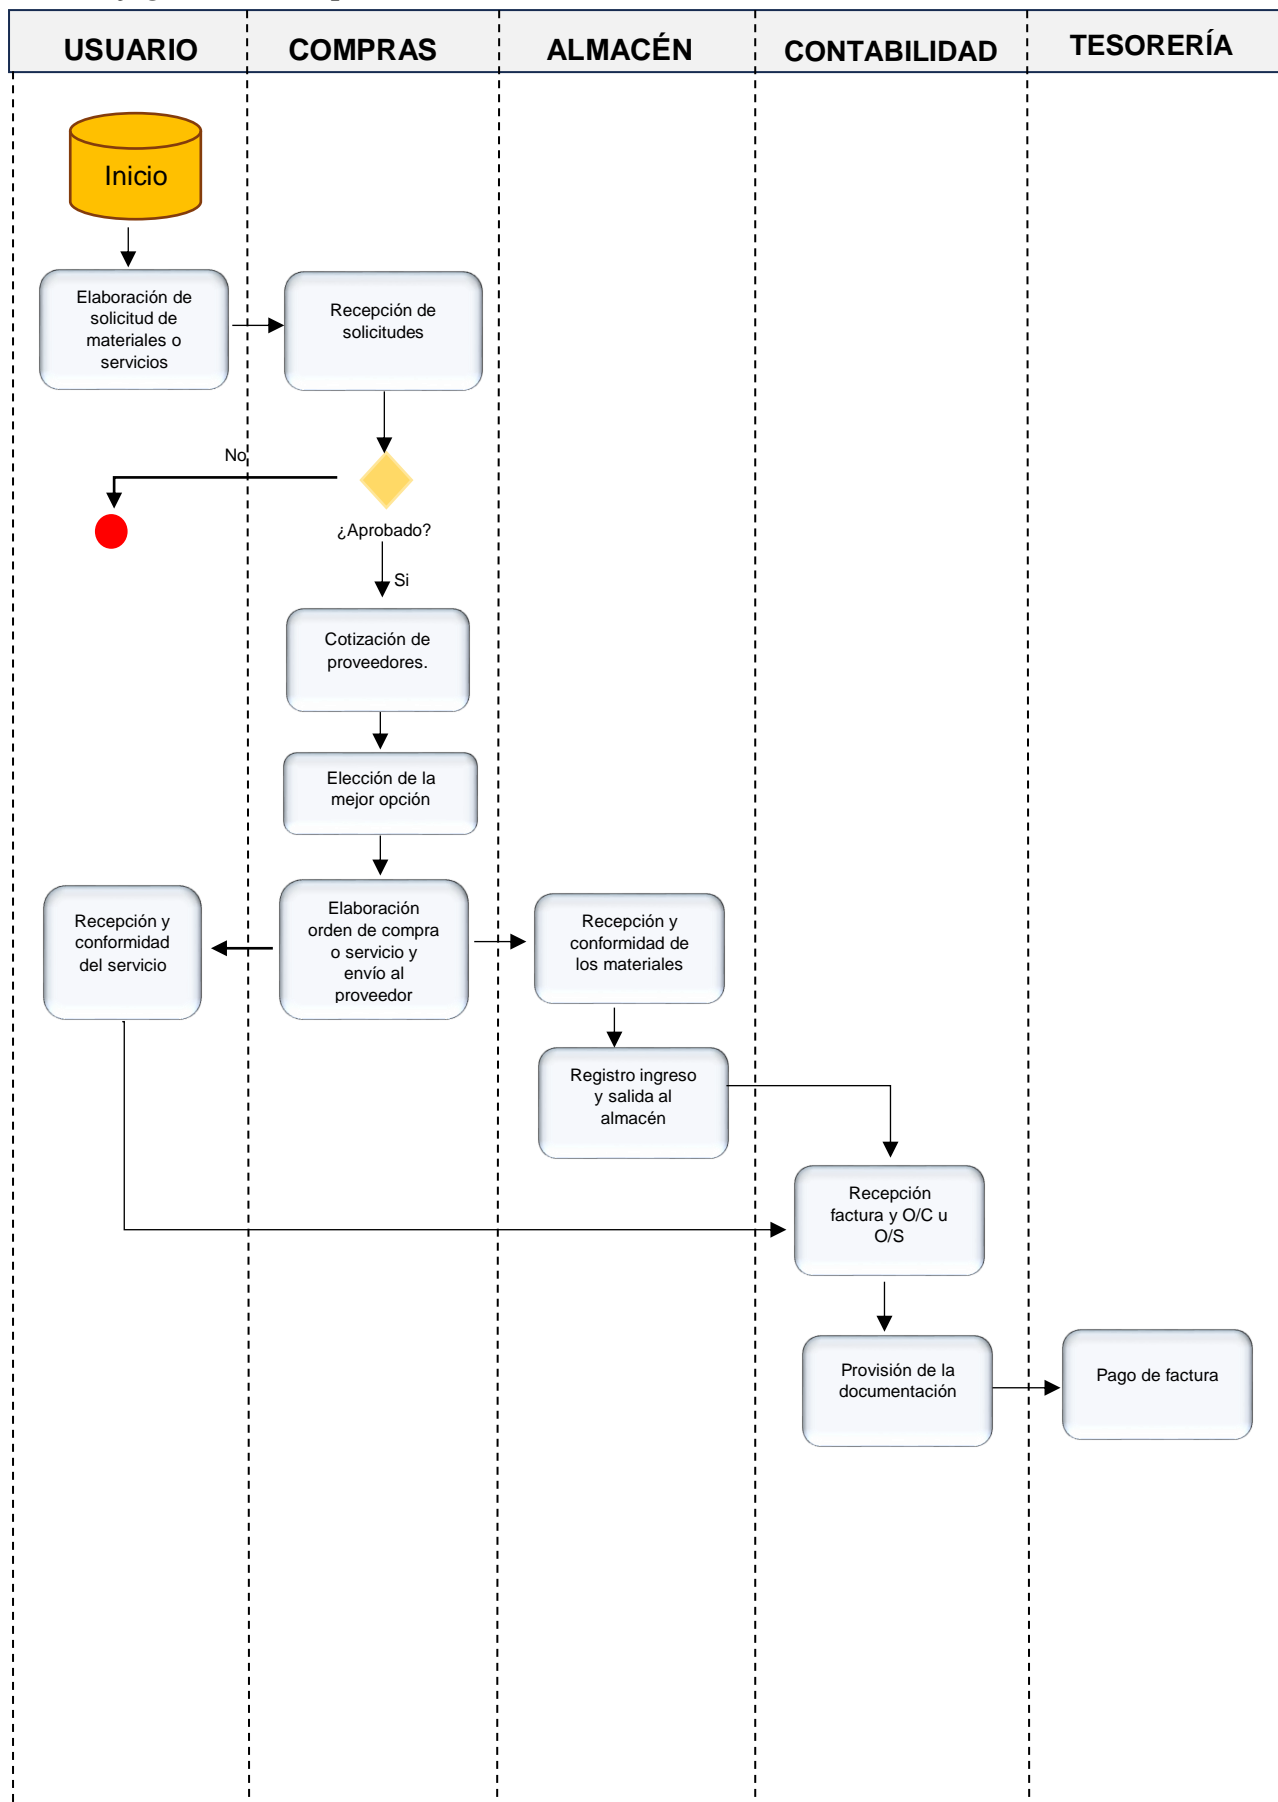 USUARIO
COMPRAS
ALMACÉN
CONTABILIDAD
TESORERÍA
Inicio
Elaboración de
solicitud de
materiales o
servicios
Recepción de
solicitudes
No
¿Aprobado?
Si
Cotización de
proveedores.
Elección de la
mejor opción
Recepción y
conformidad
del servicio
Elaboración
orden de compra
o servicio y
envío al
proveedor
Recepción y
conformidad de
los materiales
Registro ingreso
y salida al
almacén
Recepción
factura y O/C u
O/S
Provisión de la
documentación
Pago de factura